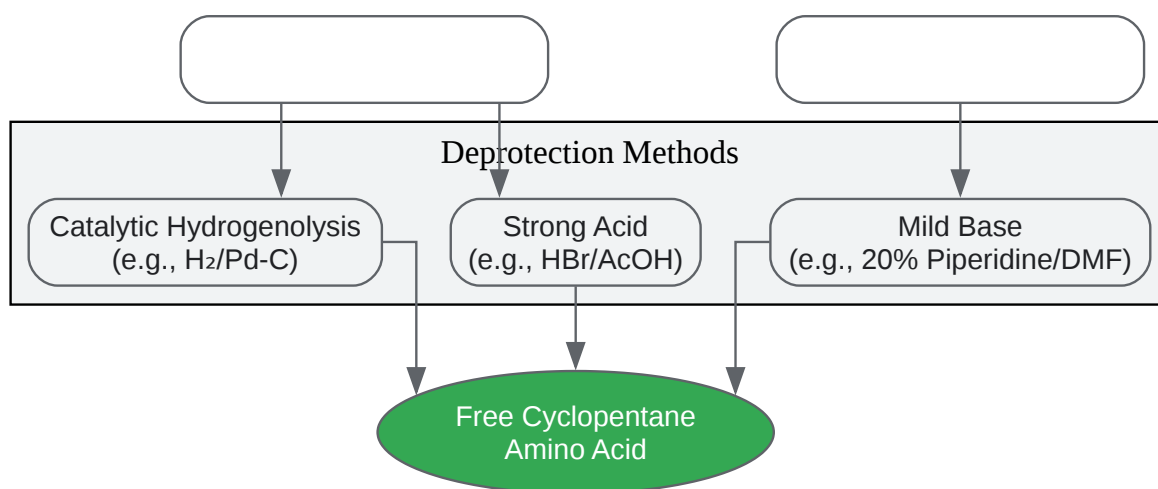 Deprotection Methods
Catalytic Hydrogenolysis
(e.g., H₂/Pd-C)
Strong Acid
(e.g., HBr/AcOH)
Mild Base
(e.g., 20% Piperidine/DMF)
Free Cyclopentane
Amino Acid